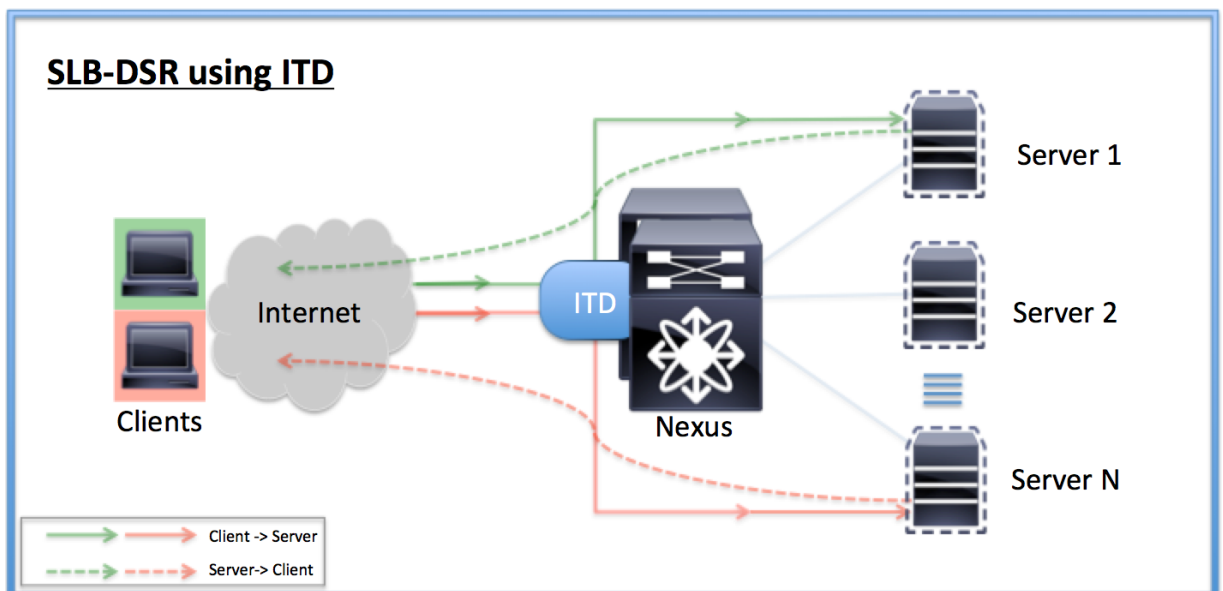 SLB-DSR using ITD
Server 1
Internet
ITD
Server 2
Clients
Nexus
Server N
Client -> Server
Server-> Client